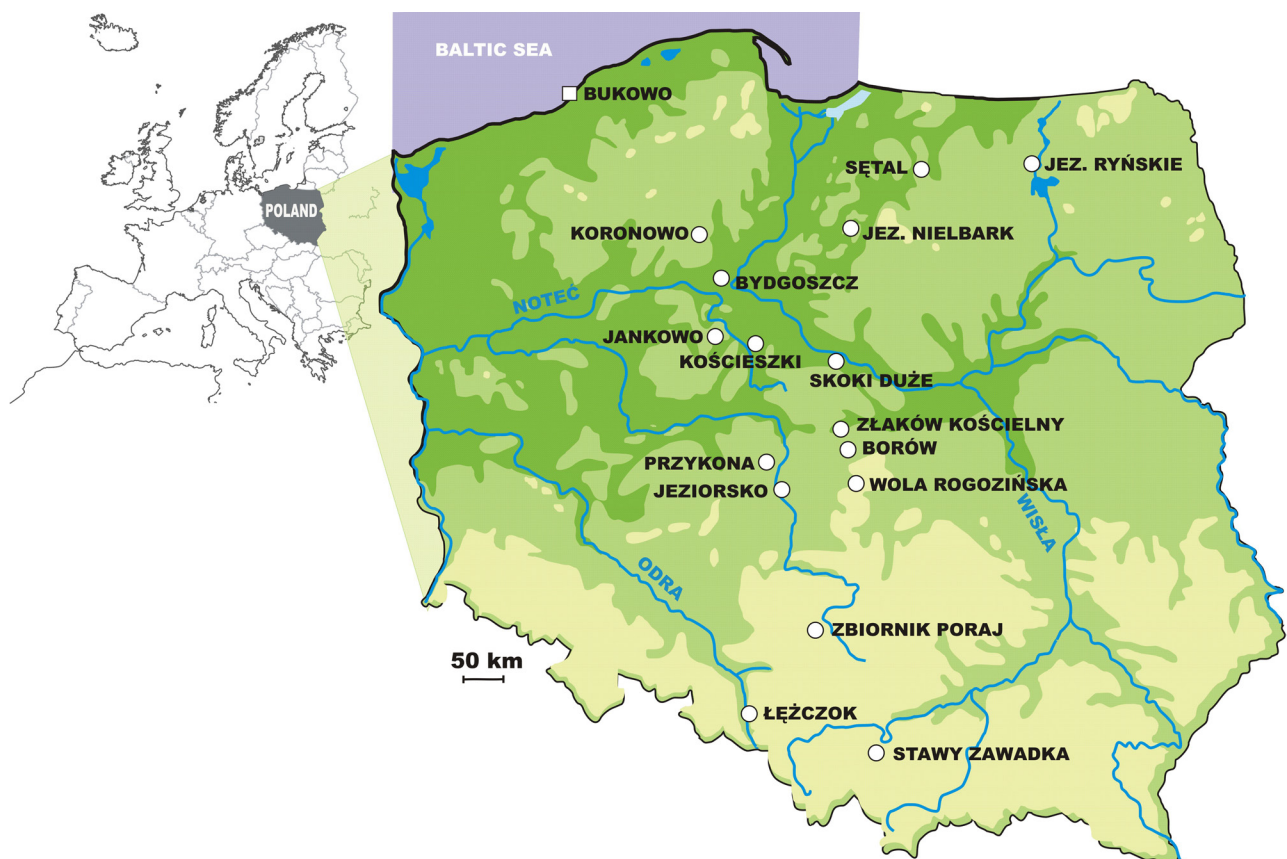 BALTIC SEA
BUKOWO
SĘTAL
JEZ. RYŃSKIE
POLAND
KORONOWO
JEZ. NIELBARK
BYDGOSZCZ
NOTEĆ
JANKOWO
KOŚCIESZKI
SKOKI DUŻE
ZŁAKÓW KOŚCIELNY
BORÓW
PRZYKONA
JEZIORSKO
WOLA ROGOZIŃSKA
WISŁA
ODRA
ZBIORNIK PORAJ
50 km
ŁĘŻCZOK
STAWY ZAWADKA